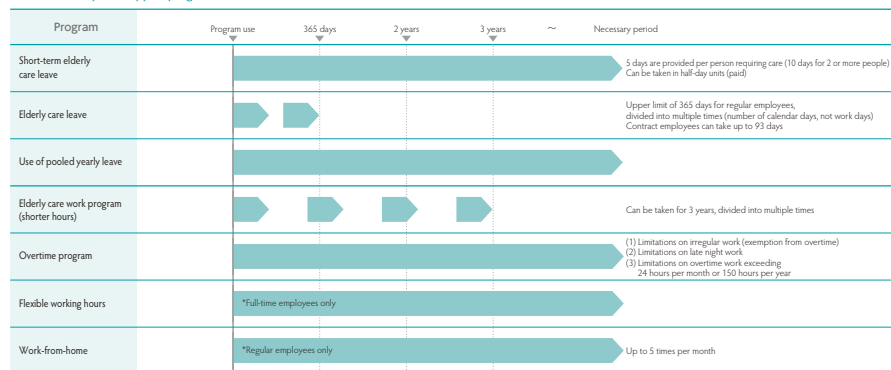 Program
Program use
365 days
2 years
3 years
~
Necessary period
Short-term elderly
care leave
5 days are provided per person requiring care (10 days for 2 or more people)
Can be taken in half-day units (paid)
Elderly care leave
Upper limit of 365 days for regular employees,
divided into multiple times (number of calendar days, not work days)
Contract employees can take up to 93 days
Use of pooled yearly leave
Elderly care work program
(shorter hours)
Can be taken for 3 years, divided into multiple times
Overtime program
(1) Limitations on irregular work (exemption from overtime)
(2) Limitations on late night work
(3) Limitations on overtime work exceeding
24 hours per month or 150 hours per year
Flexible working hours
*Full-time employees only
Work-from-home
*Regular employees only
Up to 5 times per month